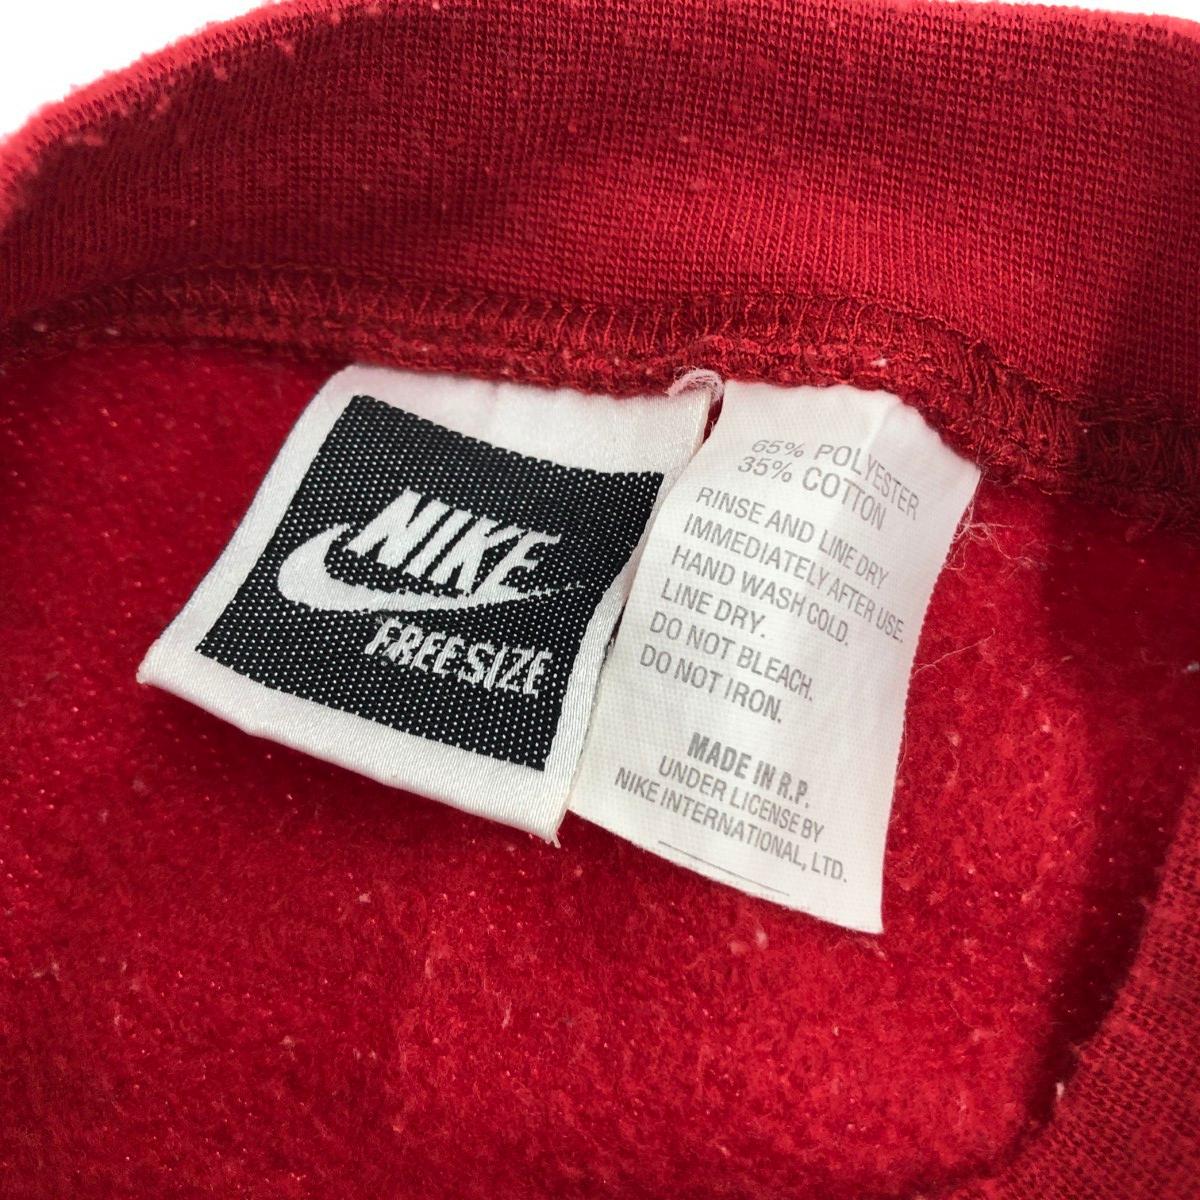 NIKE
FREE SIZE
65% POLYESTER
35% COTTON
RINSE AND LINE DRY
IMMEDIATELY AFTER USE.
HAND WASH COLD.
LINE DRY.
DO NOT BLEACH.
DO NOT IRON.
MADE IN R.P.
UNDER LICENSE BY
NIKE INTERNATIONAL, LTD.